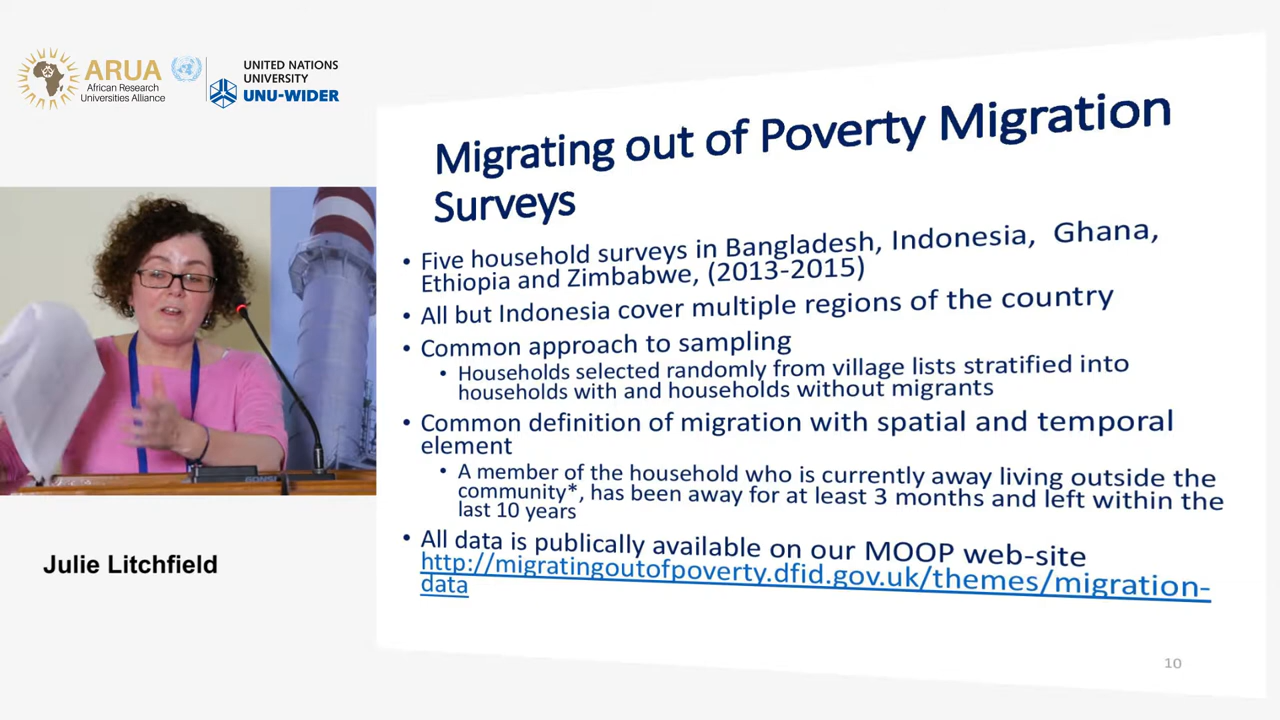 ARUA
African Research
Universities Alliance
UNITED NATIONS
UNIVERSITY
UNU-WIDER
Migrating out of Poverty Migration
Surveys
• Five household surveys in Bangladesh, Indonesia, Ghana,
Ethiopia and Zimbabwe, (2013-2015)
• All but Indonesia cover multiple regions of the country
• Common approach to sampling
• Households selected randomly from village lists stratified into
households with and households without migrants
• Common definition of migration with spatial and temporal
element
• A member of the household who is currently away living outside the
community*, has been away for at least 3 months and left within the
last 10 years
• All data is publically available on our MOOP web-site
http://migratingoutofpoverty.dfid.gov.uk/themes/migration-
data
10
Julie Litchfield